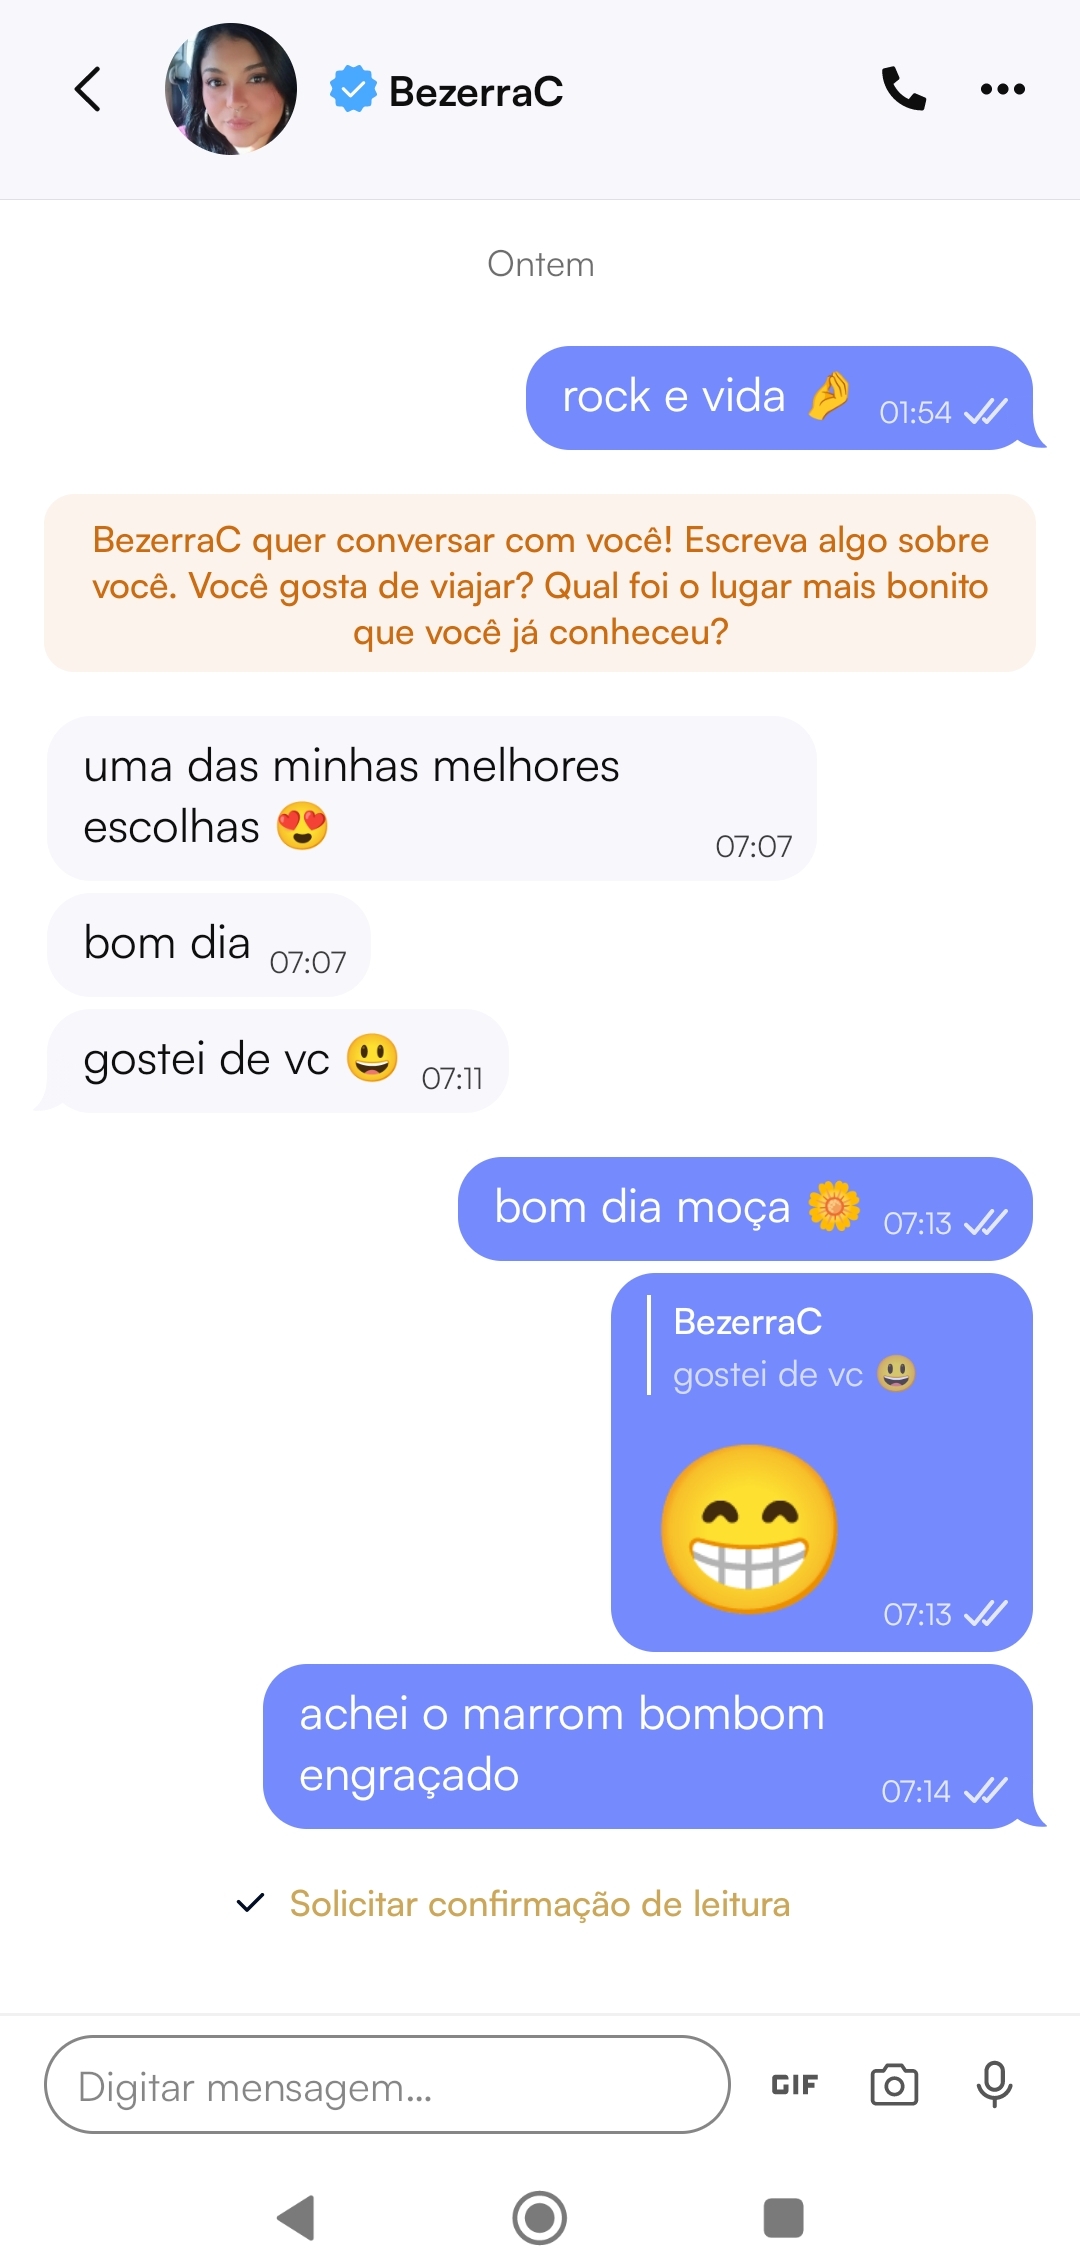 BezerraC
Ontem
rock e vida 🤌 01:54
BezerraC quer conversar com você! Escreva algo sobre
você. Você gosta de viajar? Qual foi o lugar mais bonito
que você já conheceu?
uma das minhas melhores
escolhas 😍 07:07
bom dia 07:07
gostei de vc 😃 07:11
bom dia moça 🌼 07:13
BezerraC
gostei de vc 😃
😁 07:13
achei o marrom bombom
engraçado 07:14
Solicitar confirmação de leitura
Digitar mensagem...
GIF